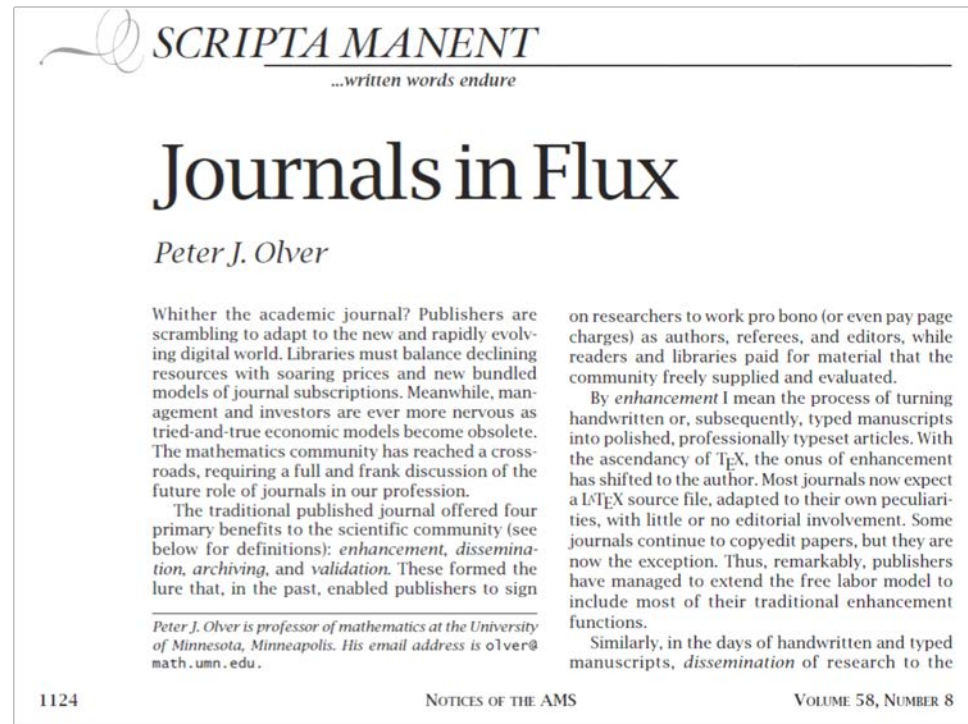 SCRIPTA MANENT
...written words endure
Journals in Flux
Peter J. Olver
Whither the academic journal? Publishers are
scrambling to adapt to the new and rapidly evolv-
ing digital world. Libraries must balance declining
resources with soaring prices and new bundled
models of journal subscriptions. Meanwhile, man-
agement and investors are ever more nervous as
tried-and-true economic models become obsolete.
The mathematics community has reached a cross-
roads, requiring a full and frank discussion of the
future role of journals in our profession.
The traditional published journal offered four
primary benefits to the scientific community (see
below for definitions): enhancement, dissemina-
tion, archiving, and validation. These formed the
lure that, in the past, enabled publishers to sign
Peter J. Olver is professor of mathematics at the University
of Minnesota, Minneapolis. His email address is olver@
math.umn.edu.
on researchers to work pro bono (or even pay page
charges) as authors, referees, and editors, while
readers and libraries paid for material that the
community freely supplied and evaluated.
By enhancement I mean the process of turning
handwritten or, subsequently, typed manuscripts
into polished, professionally typeset articles. With
the ascendancy of TEX, the onus of enhancement
has shifted to the author. Most journals now expect
a LATEX source file, adapted to their own peculiari-
ties, with little or no editorial involvement. Some
journals continue to copyedit papers, but they are
now the exception. Thus, remarkably, publishers
have managed to extend the free labor model to
include most of their traditional enhancement
functions.
Similarly, in the days of handwritten and typed
manuscripts, dissemination of research to the
1124 NOTICES OF THE AMS VOLUME 58, NUMBER 8